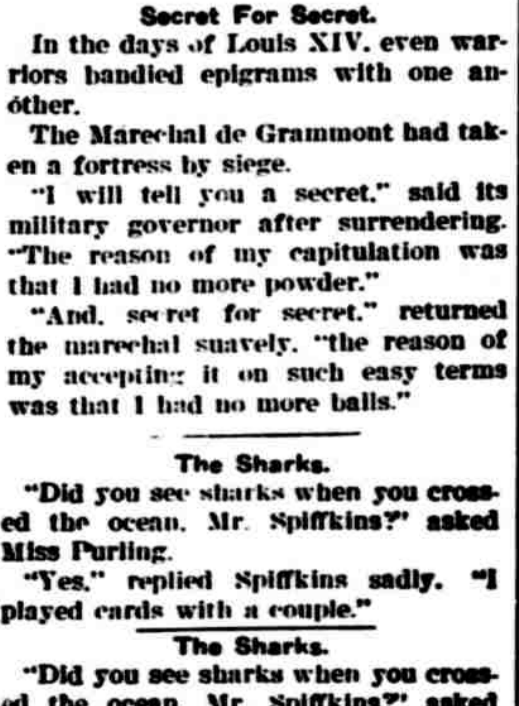 Secret For Secret.
In the days of Louis XIV. even war-
riors bandied epigrams with one an-
other.
The Marechal de Grammont had tak-
en a fortress by siege.
"I will tell you a secret." said its
military governor after surrendering.
"The reason of my capitulation was
that I had no more powder."
"And, secret for secret." returned
the marechal suavely. "the reason of
my accepting it on such easy terms
was that I had no more balls."
The Sharks.
"Did you see sharks when you cross-
ed the ocean, Mr. Spiffkins?" asked
Miss Purling.
"Yes." replied Spiffkins sadly. "I
played cards with a couple."
The Sharks.
"Did you see sharks when you cross-
ed the ocean, Mr. Spiffkins?" asked